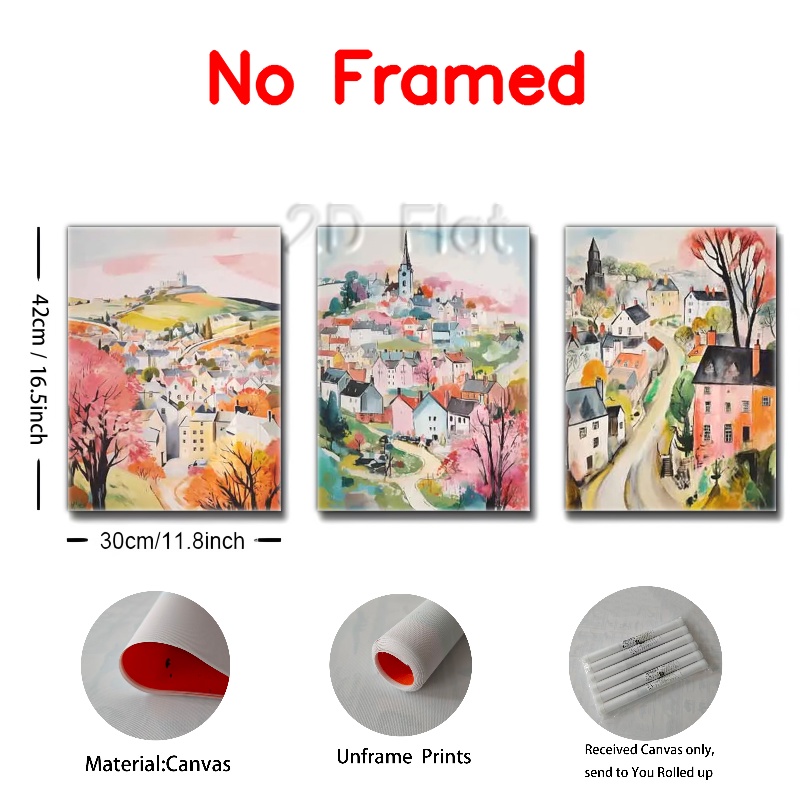 No Framed
2D Flat
42cm / 16.5inch
30cm/11.8inch
Material:Canvas
Unframe Prints
Received Canvas only,
send to You Rolled up